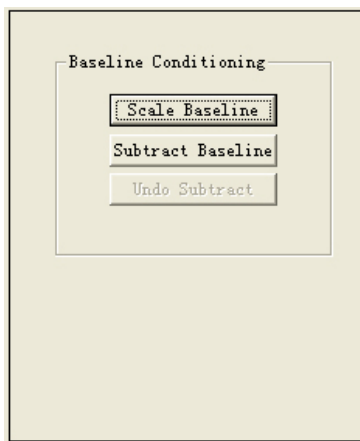 Baseline Conditioning
Scale Baseline
Subtract Baseline
Undo Subtract